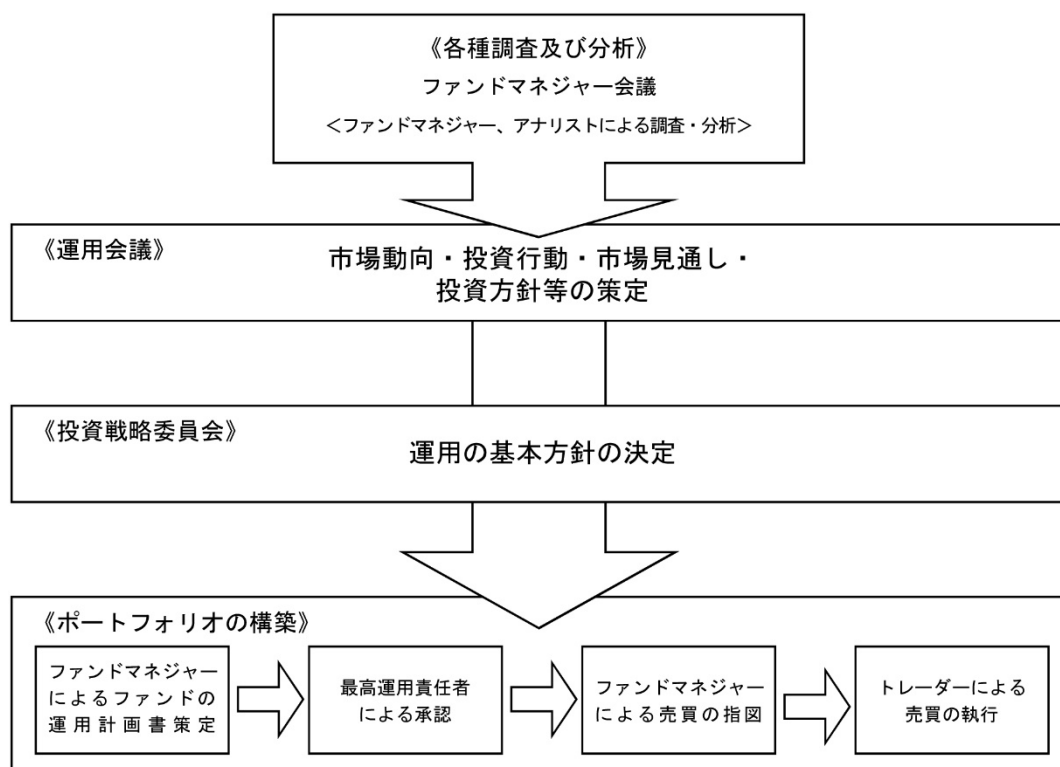 《各種調査及び分析》
ファンドマネジャー会議
<ファンドマネジャー、アナリストによる調査・分析>
《運用会議》
市場動向・投資行動・市場見通し・
投資方針等の策定
《投資戦略委員会》
運用の基本方針の決定
《ポートフォリオの構築》
ファンドマネジャー
によるファンドの
運用計画書策定
最高運用責任者
による承認
ファンドマネジャー
による売買の指図
トレーダーによる
売買の執行